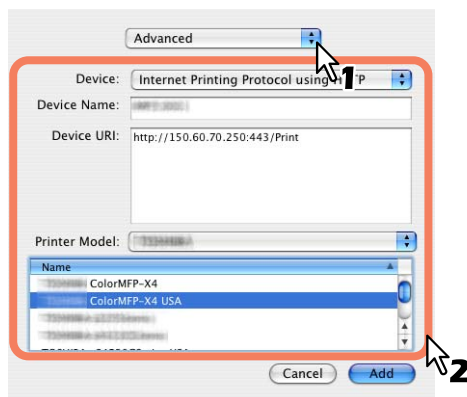 Advanced
1
Device: Internet Printing Protocol using HTTP
Device Name:
Device URI: http://150.60.70.250:443/Print
Printer Model:
Name
ColorMFP-X4
ColorMFP-X4 USA
Cancel Add
2